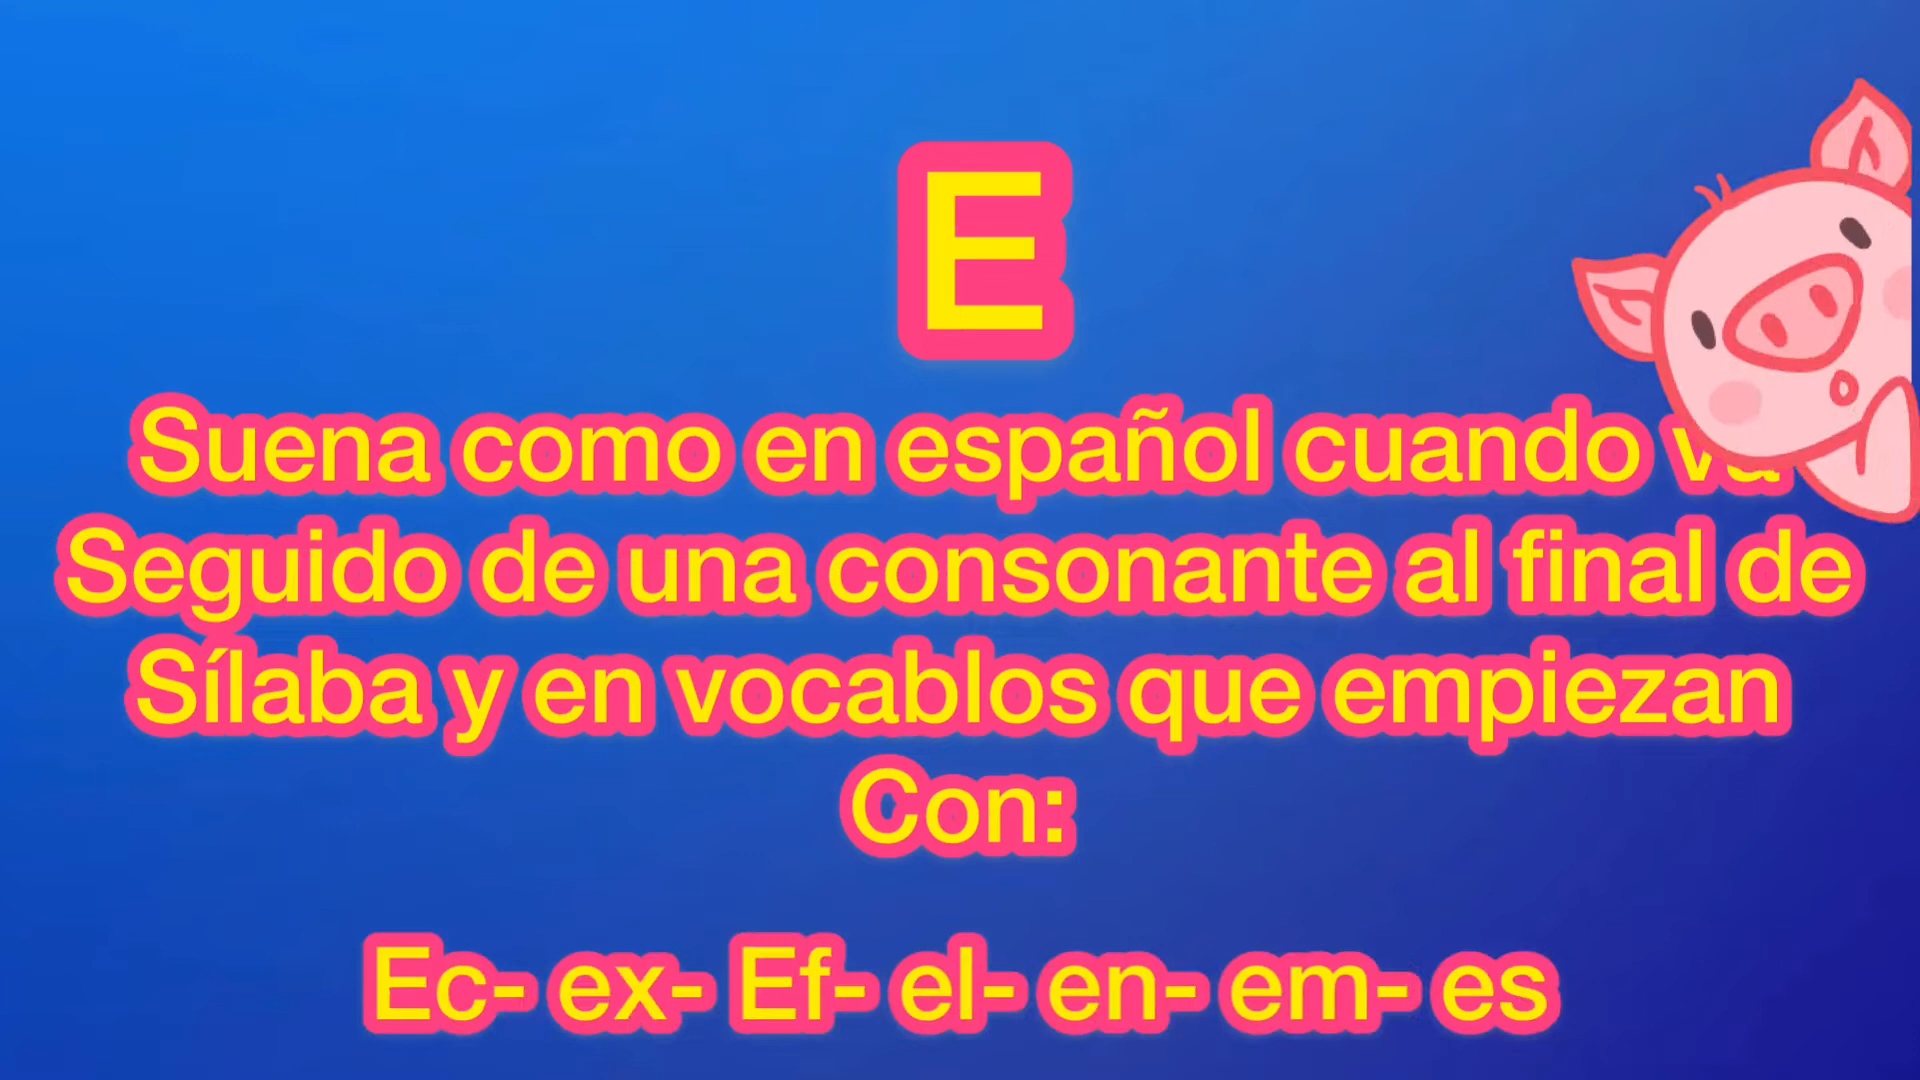 E
Suena como en español cuando va
Seguido de una consonante al final de
Sílaba y en vocablos que empiezan
Con:
Ec- ex- Ef- el- en- em- es